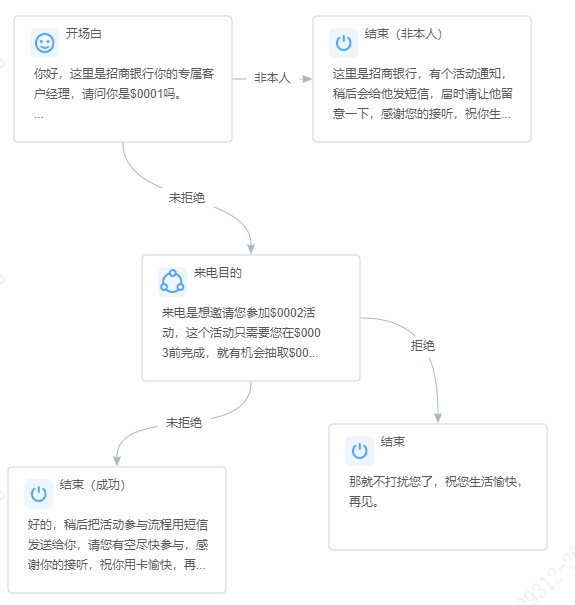 开场白
你好，这里是招商银行你的专属客
户经理，请问你是$0001吗。
...
非本人
结束（非本人）
这里是招商银行，有个活动通知，
稍后会给他发短信，届时请让他留
意一下，感谢您的接听，祝你生...
未拒绝
来电目的
来电是想邀请您参加$0002活
动，这个活动只需要您在$000
3前完成，就有机会抽取$00...
拒绝
未拒绝
结束
那就不打扰您了，祝您生活愉快，
再见。
结束（成功）
好的，稍后把活动参与流程用短信
发送给你，请您有空尽快参与，感
谢你的接听，祝你用卡愉快，再...